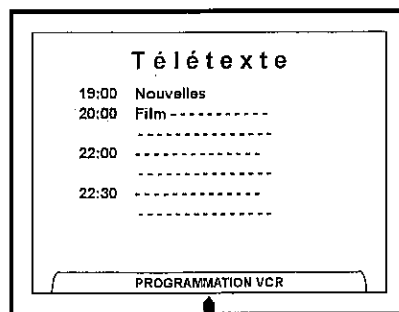 Télétexte
19:00 Nouvelles
20:00 Film
22:00
22:30
PROGRAMMATION VCR